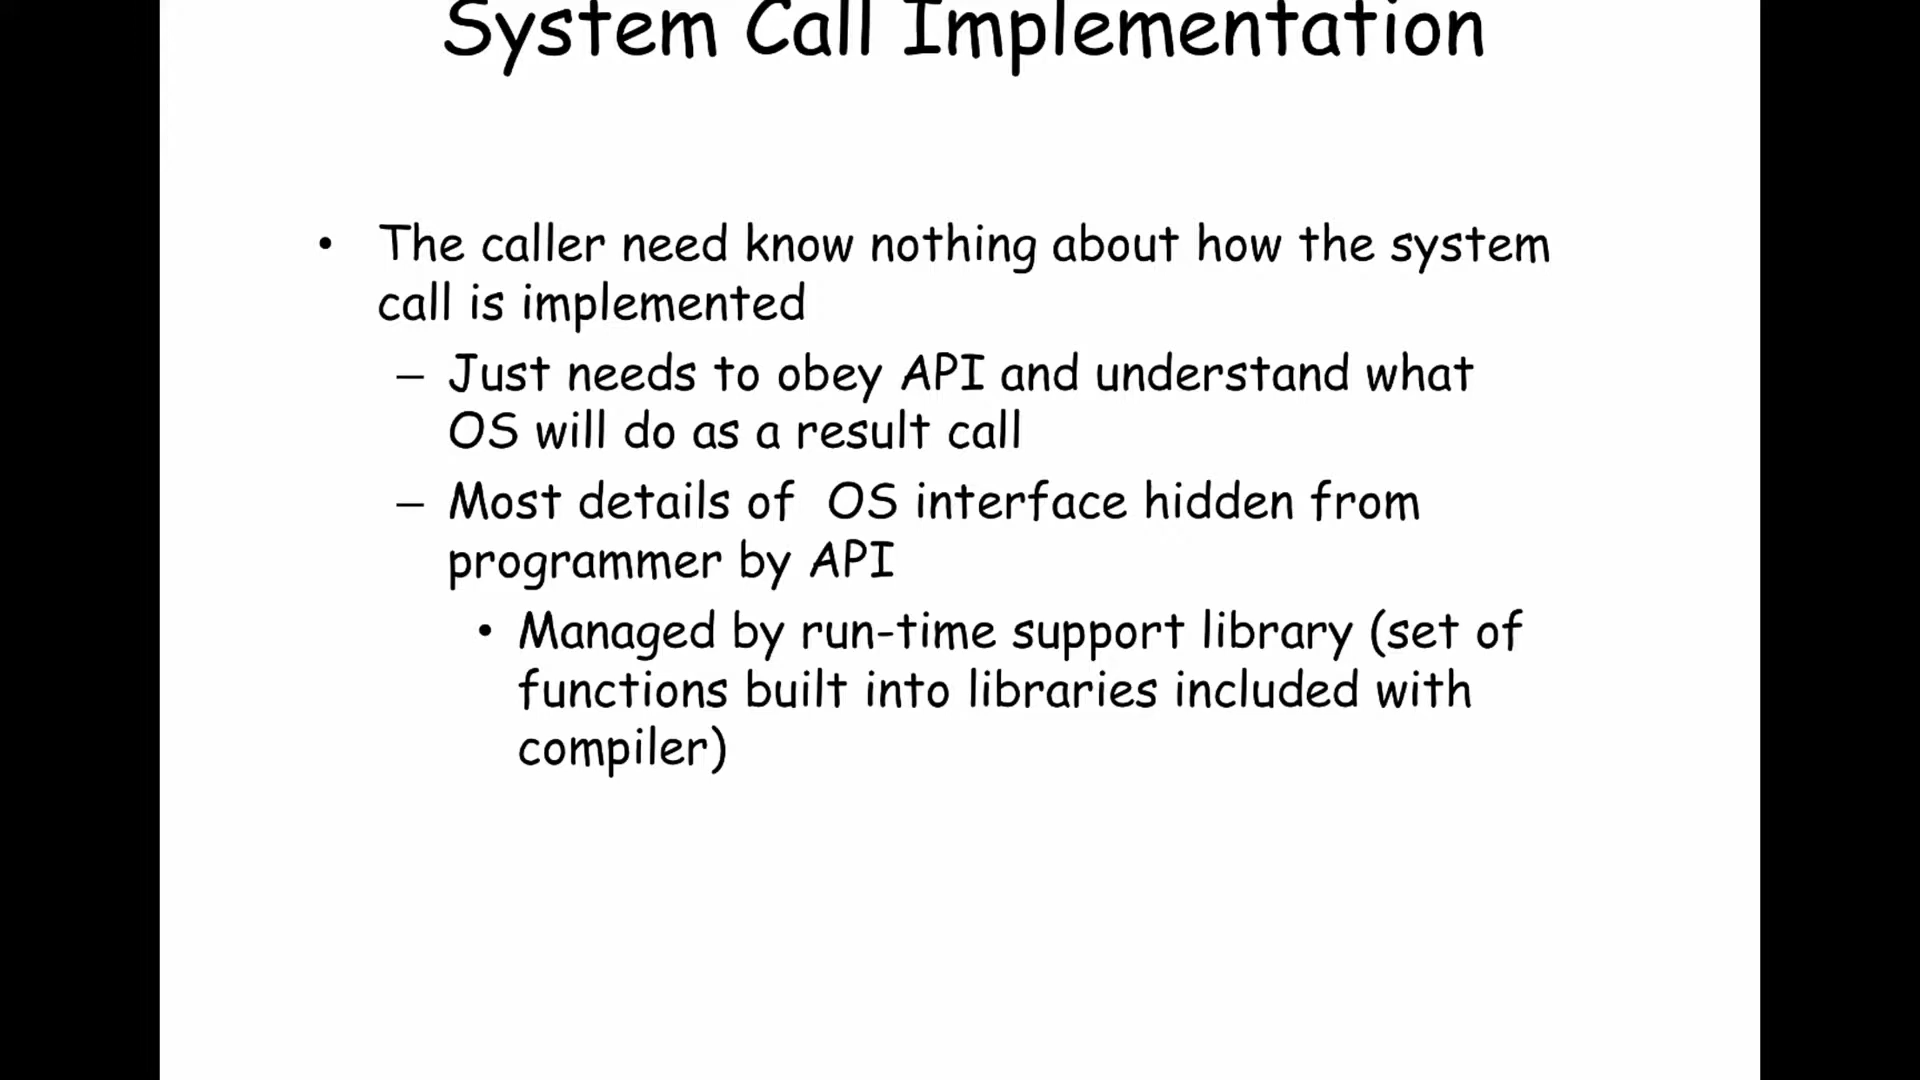 System Call Implementation
• The caller need know nothing about how the system
call is implemented
– Just needs to obey API and understand what
OS will do as a result call
– Most details of OS interface hidden from
programmer by API
• Managed by run-time support library (set of
functions built into libraries included with
compiler)